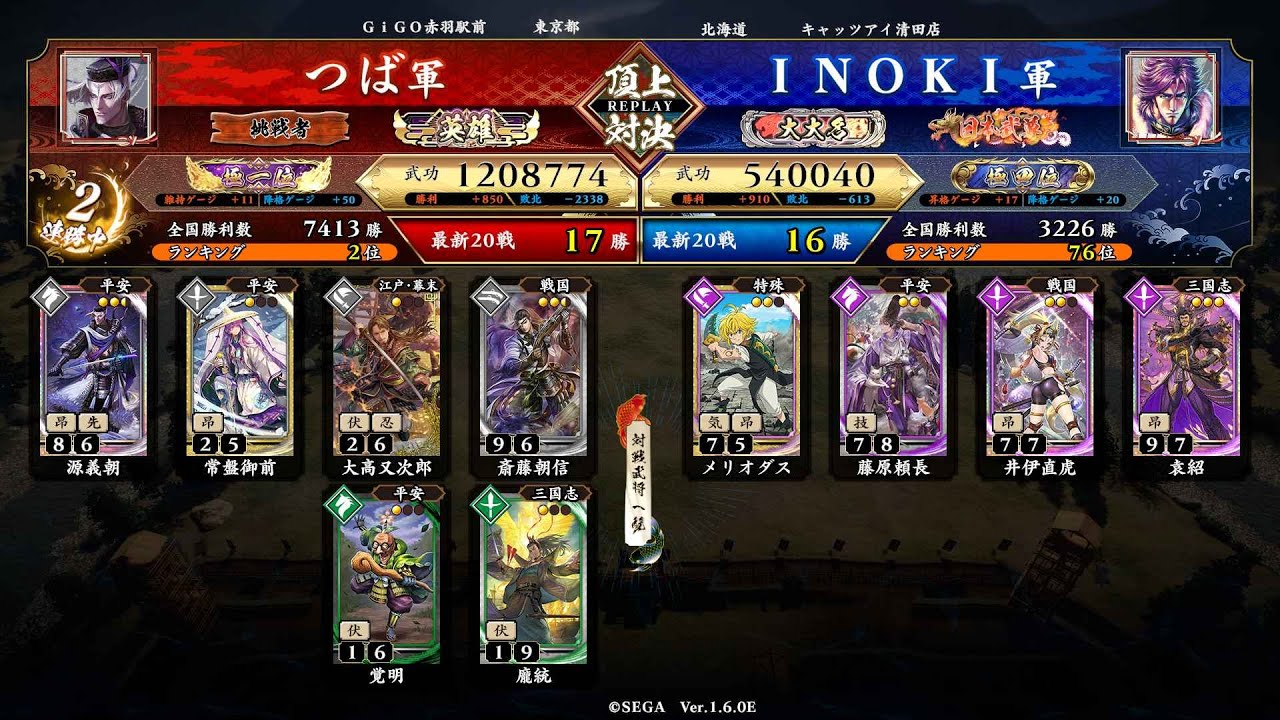 GiGO赤羽駅前 東京都 北海道 キャッツアイ清田店
つば軍 頂上 REPLAY 対決 INOKI軍
挑戦者 英雄 大大名
極一位 武功 1208774 武功 540040 極甲位
維持ゲージ +11 降格ゲージ +50 勝利 +850 敗北 -2338 勝利 +910 敗北 -613 昇格ゲージ +17 降格ゲージ +20
2 連勝中
全国勝利数 7413勝 最新20戦 17勝 最新20戦 16勝 全国勝利数 3226勝
ランキング 2位 ランキング 76位
平安 平安 江戸・幕末 戦国 特殊 平安 戦国 三国志
昂 先 昂 伏 忍 気 昂 技 昂 昂
8 6 2 5 2 6 9 6 7 5 7 8 7 7 9 7
源義朝 常盤御前 大高又次郎 斎藤朝信 メリオダス 藤原頼長 井伊直虎 袁紹
対戦武将一覧
平安 三国志
伏 伏
1 6 1 9
覚明 龐統
©SEGA Ver.1.6.0E